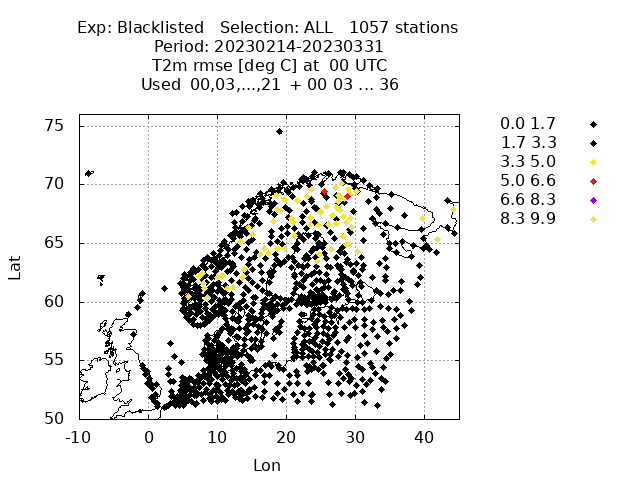 Exp: Blacklisted Selection: ALL 1057 stations
Period: 20230214-20230331
T2m rmse [deg C] at 00 UTC
Used 00,03,...,21 + 00 03 ... 36
75
70
65
60
55
50
Lat
-10 0 10 20 30 40
Lon
0.0 1.7
1.7 3.3
3.3 5.0
5.0 6.6
6.6 8.3
8.3 9.9